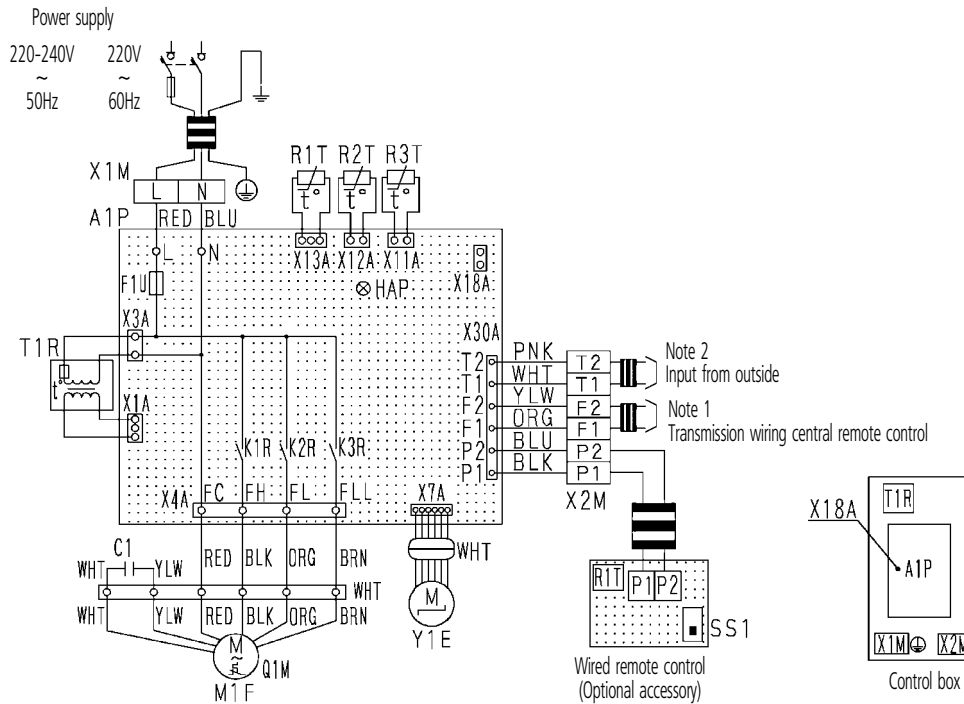 Power supply
220-240V 220V
~ ~
50Hz 60Hz
R1T R2T R3T
X1M
L N
t° t° t°
A1P RED BLU
L N
X13A X12A X11A
X18A
F1U
HAP
X3A
X30A
T1R
t°
T2 PNK T2
Note 2
Input from outside
T1 WHT T1
F2 YLW F2
Note 1
Transmission wiring central remote control
F1 ORG F1
X1A
P2 BLU P2
K1R K2R K3R
P1 BLK P1
X2M
X4A FC FH FL FLL
X7A
X18A
T1R
A1P
C1
WHT YLW RED BLK ORG BRN
WHT
WHT
WHT YLW RED BLK ORG BRN
M
Y1E
R1T
P1 P2
SS1
M
~
Q1M
M1F
X1M X2M
Wired remote control
(Optional accessory)
Control box